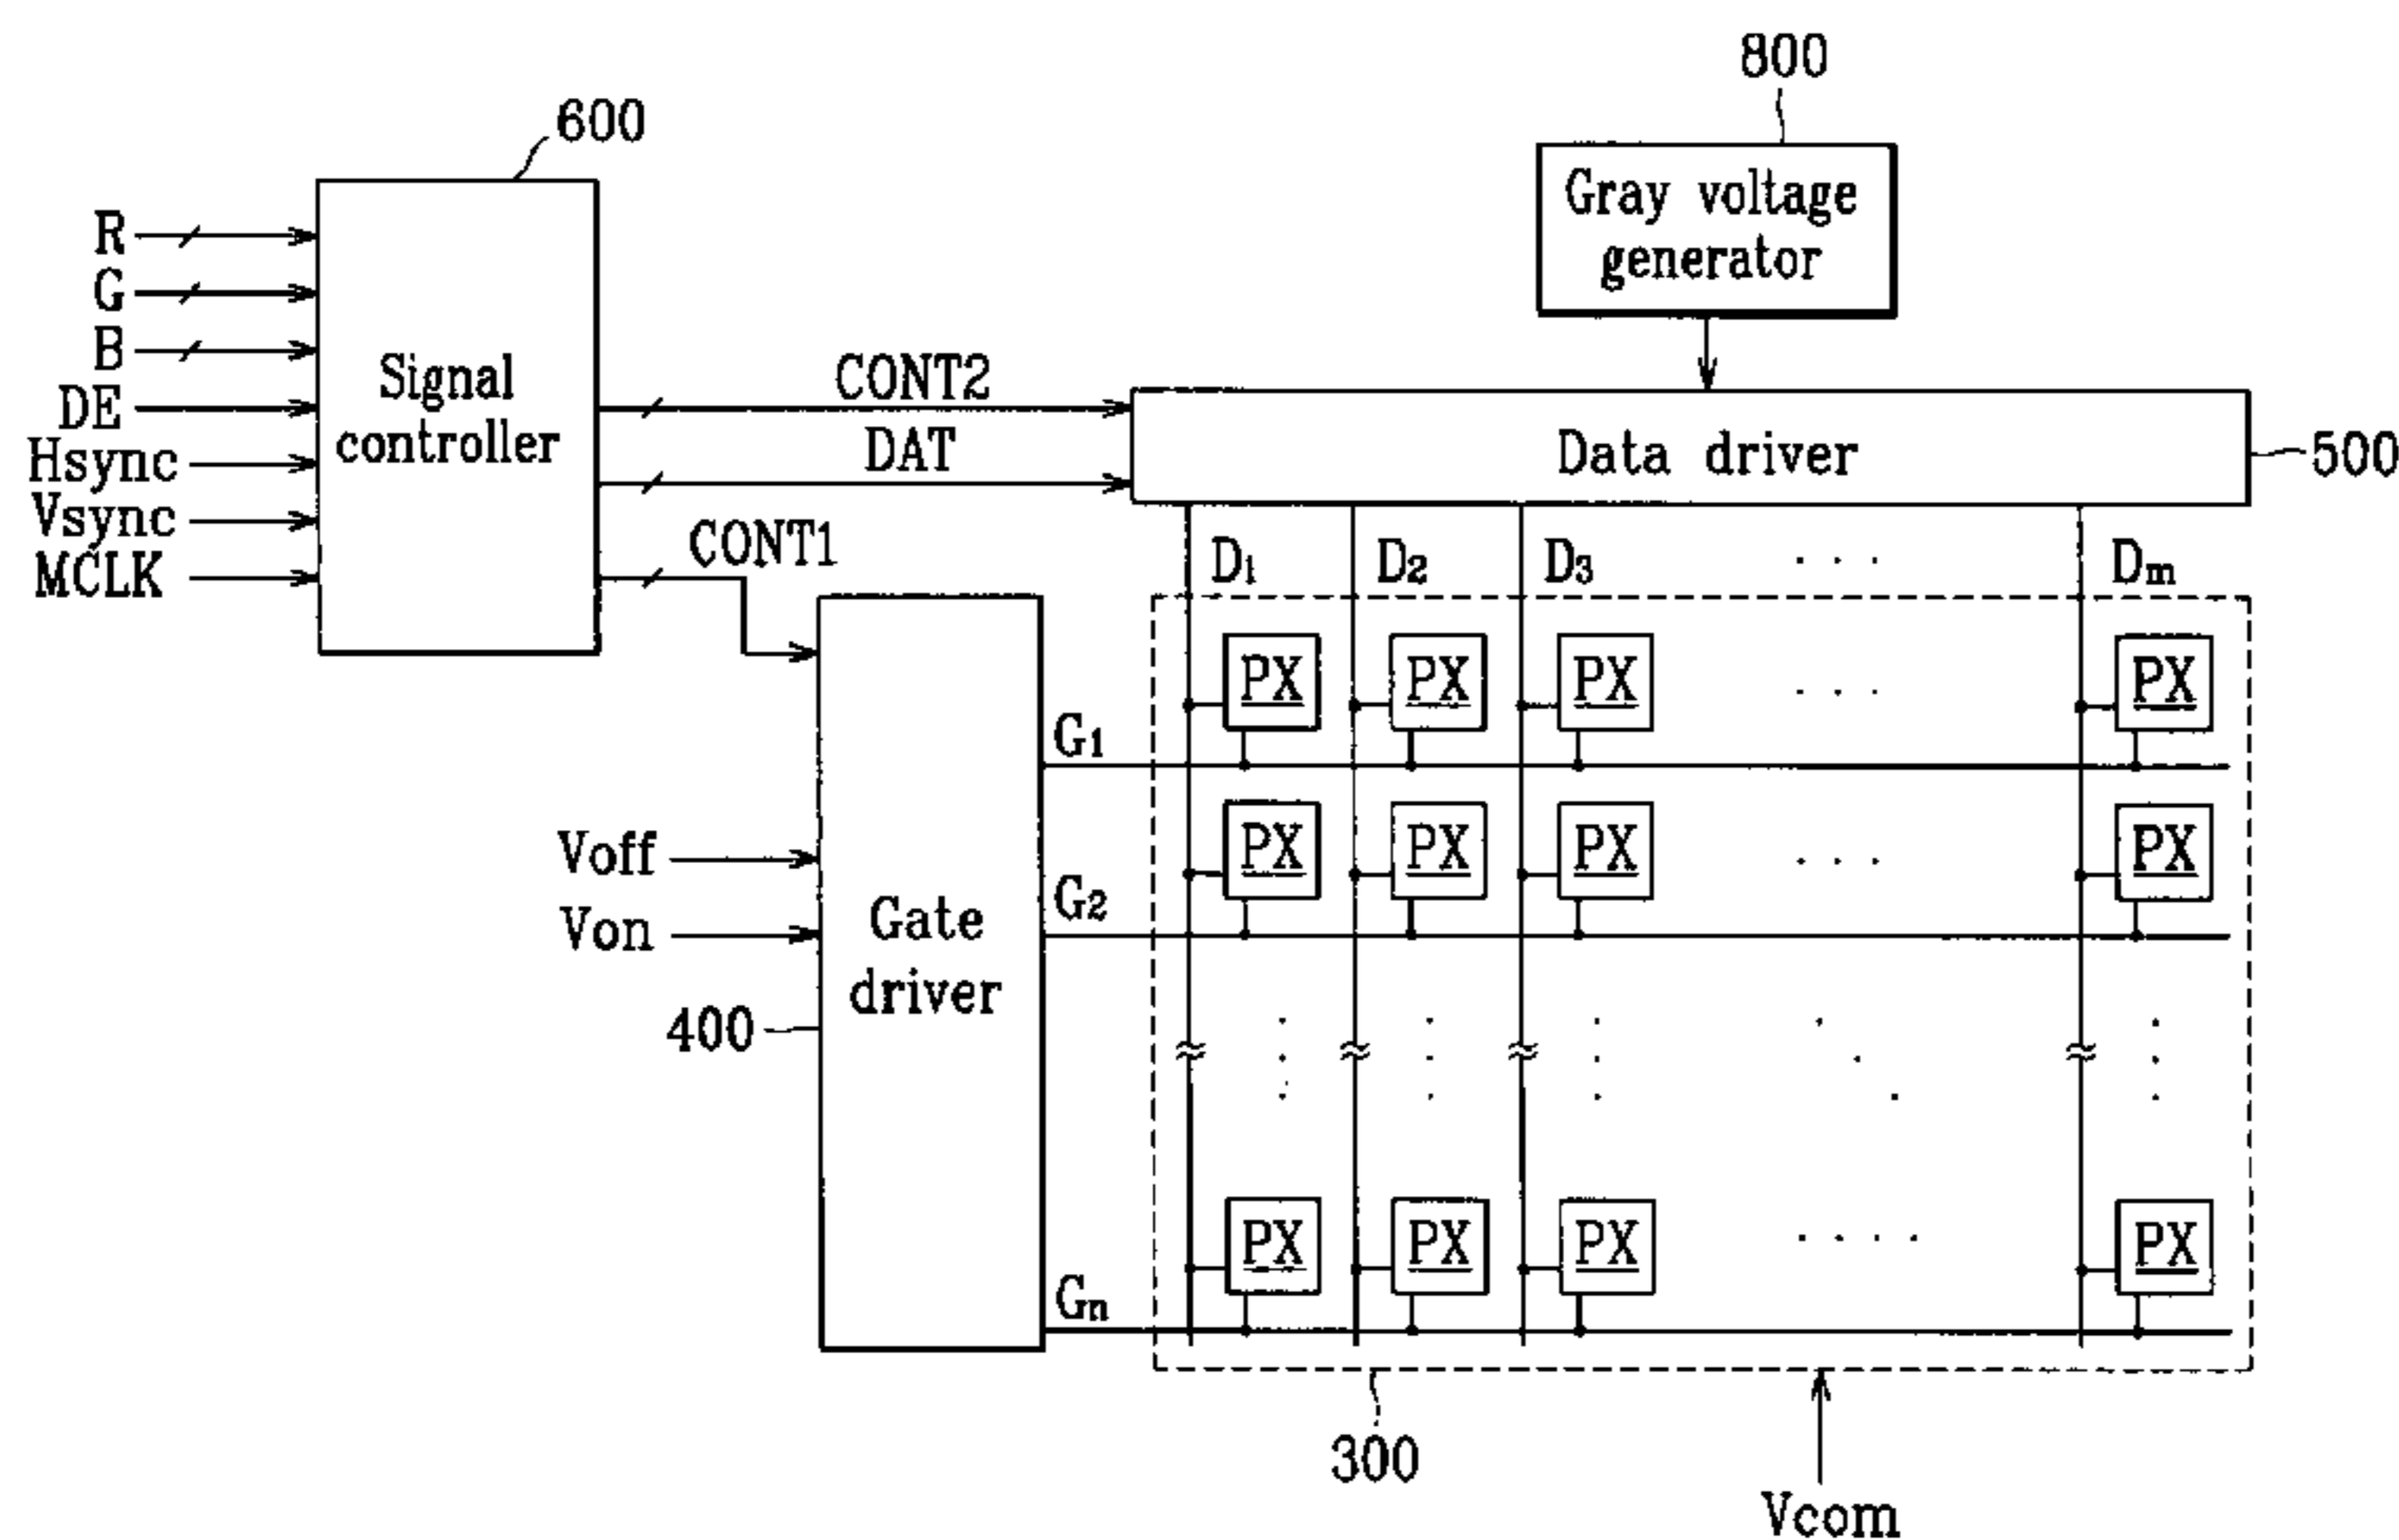 800
600
Gray voltage
generator
R
G
B
DE
Hsync
Vsync
MCLK
Signal
controller
CONT2
DAT
CONT1
Data driver
500
D1 D2 D3 . . . Dm
PX PX PX . . . PX
G1
PX PX PX . . . PX
G2
Voff
Von
Gate
driver
400
PX PX PX . . . . PX
Gn
300
Vcom